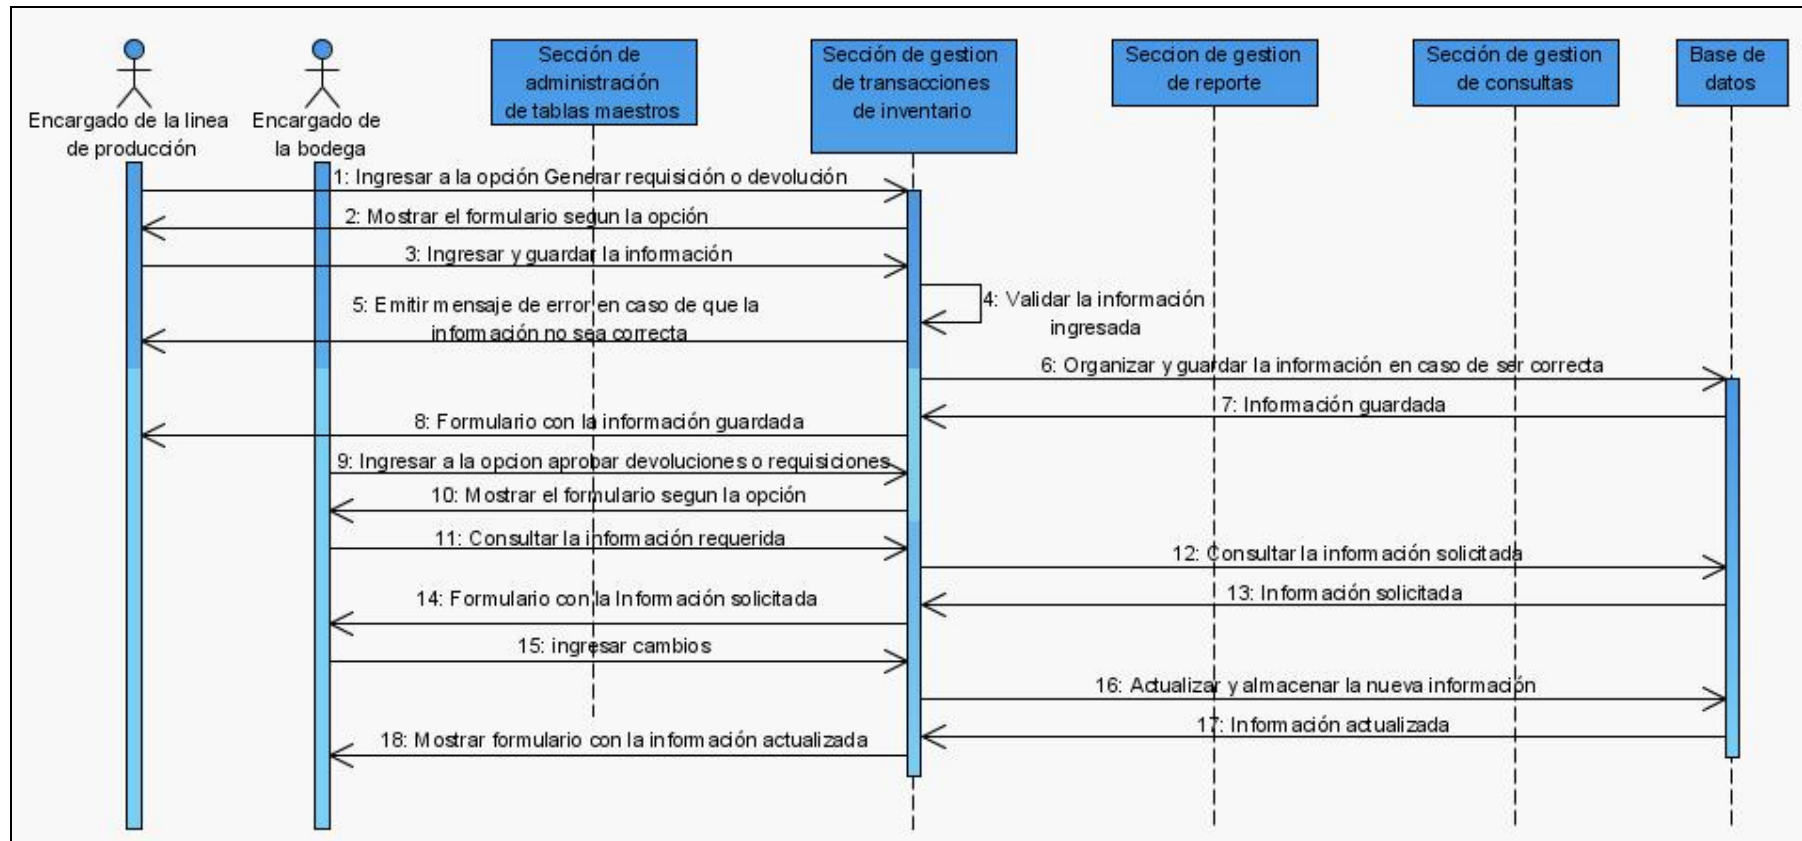 Encargado de la linea
de producción
Encargado de
la bodega
Sección de
administración
de tablas maestros
Sección de gestion
de transacciones
de inventario
Seccion de gestion
de reporte
Sección de gestion
de consultas
Base de
datos
1: Ingresar a la opción Generar requisición o devolución
2: Mostrar el formulario segun la opción
3: Ingresar y guardar la información
4: Validar la información
ingresada
5: Emitir mensaje de error en caso de que la
información no sea correcta
6: Organizar y guardar la información en caso de ser correcta
7: Información guardada
8: Formulario con la información guardada
9: Ingresar a la opcion aprobar devoluciones o requisiciones
10: Mostrar el formulario segun la opción
11: Consultar la información requerida
12: Consultar la información solicitada
13: Información solicitada
14: Formulario con la Información solicitada
15: ingresar cambios
16: Actualizar y almacenar la nueva información
17: Información actualizada
18: Mostrar formulario con la información actualizada